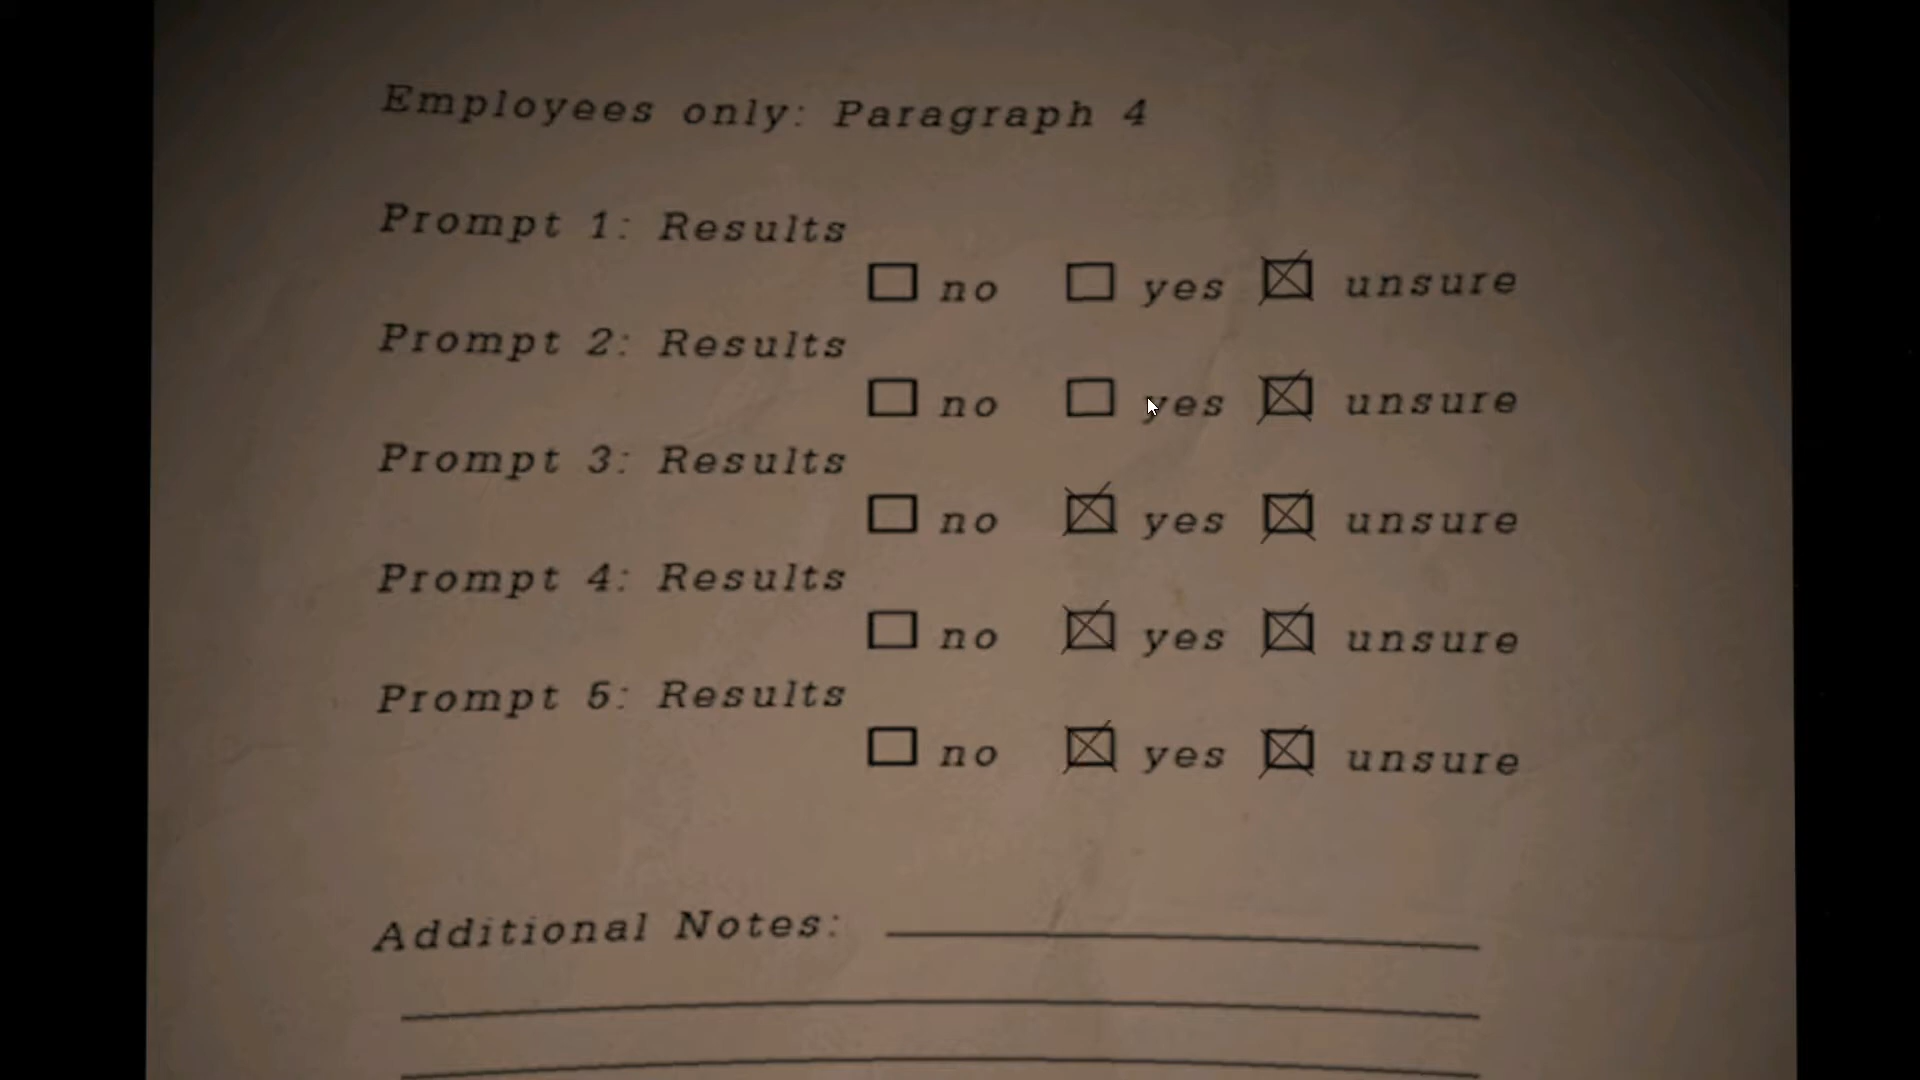 Employees only: Paragraph 4
Prompt 1: Results
no yes unsure
Prompt 2: Results
no yes unsure
Prompt 3: Results
no yes unsure
Prompt 4: Results
no yes unsure
Prompt 5: Results
no yes unsure
Additional Notes: